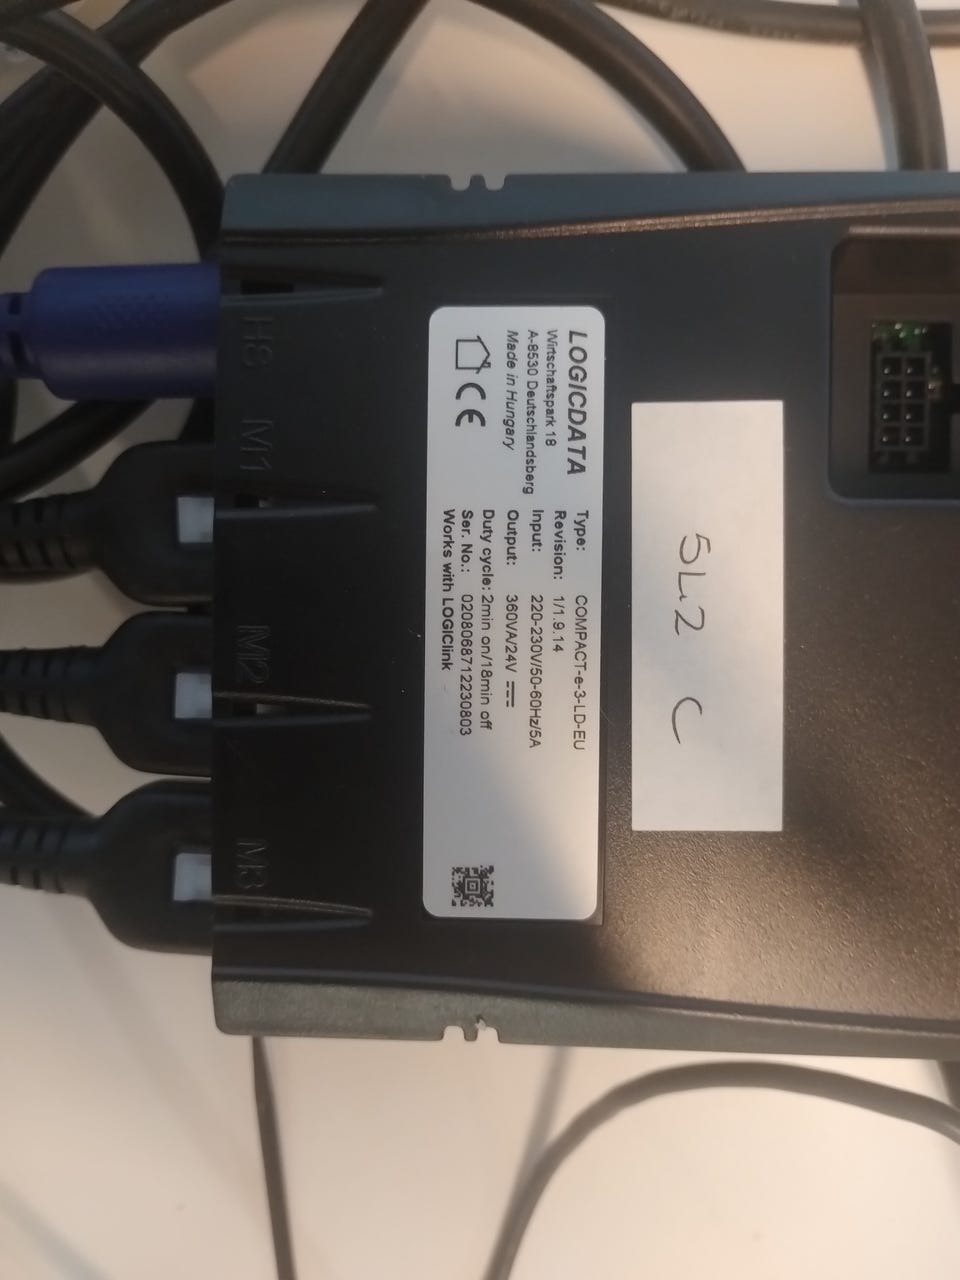 5Li2 C
LOGICDATA
Wirtschaftspark 18
A-8530 Deutschlandsberg
Made in Hungary
CE
Type: COMPACT-e-3-LD-EU
Revision: 1/1.9.14
Input: 220-230V/50-60Hz/5A
Output: 360VA/24V
Duty cycle: 2min on/18min off
Ser. No.: 0208068712230803
Works with LOGIClink
HS
M1
M2
M3